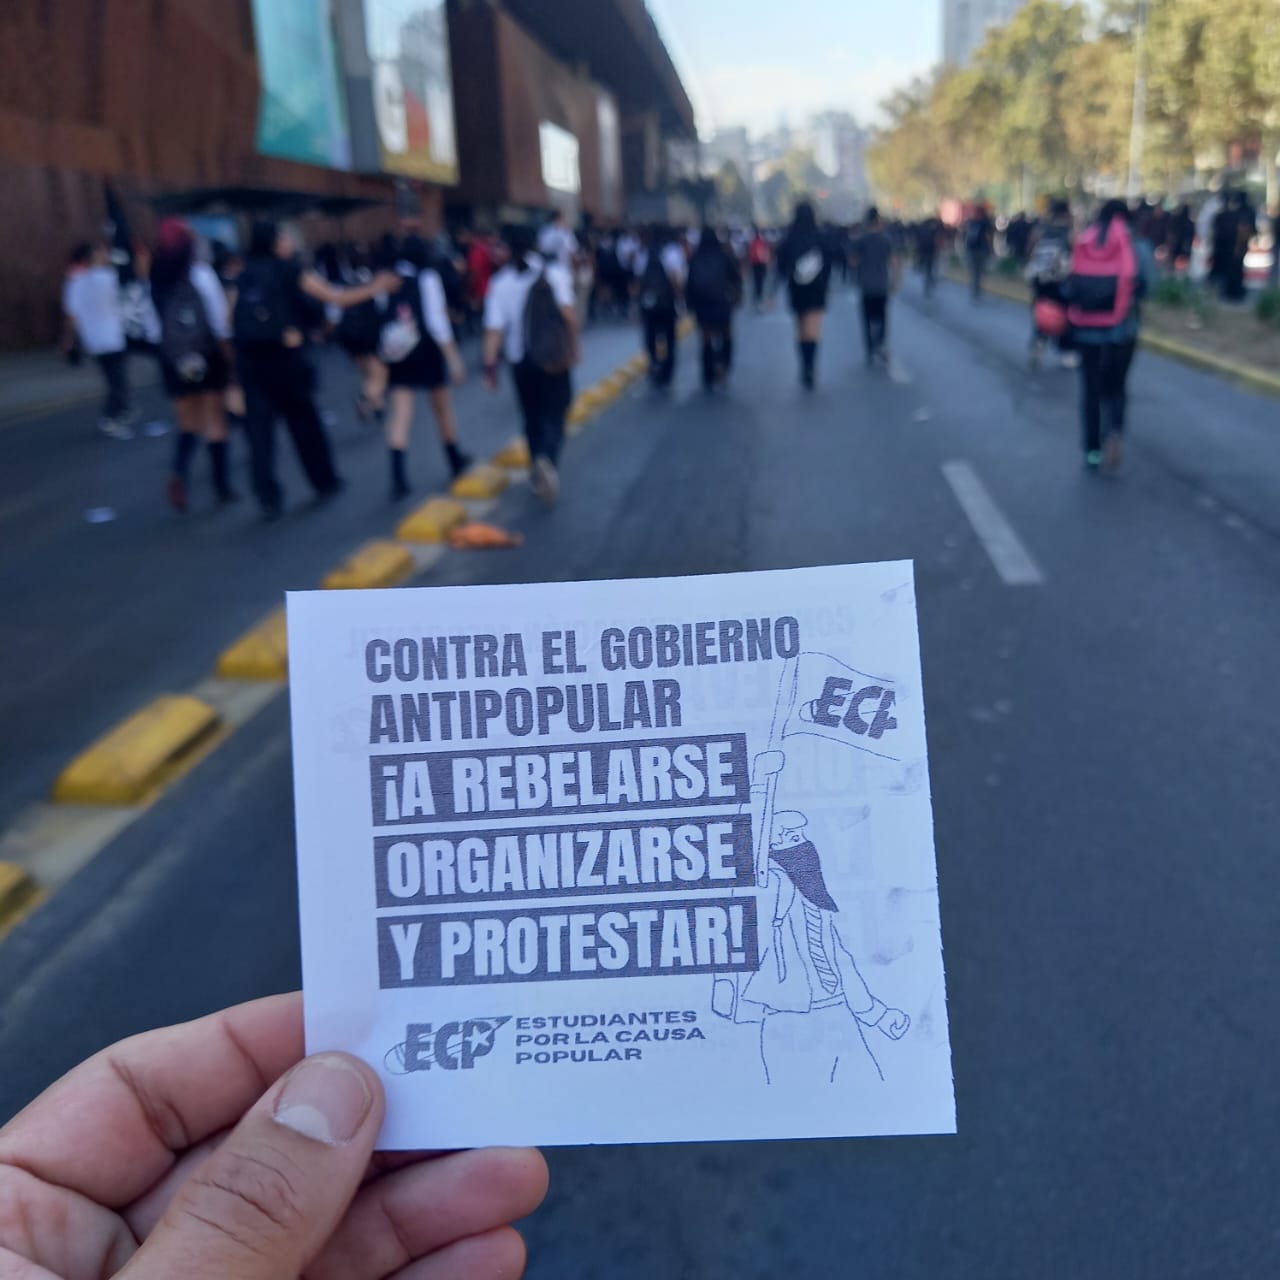 CONTRA EL GOBIERNO
ANTIPOPULAR
¡A REBELARSE
ORGANIZARSE
Y PROTESTAR!
ECP
ECP
ESTUDIANTES
POR LA CAUSA
POPULAR